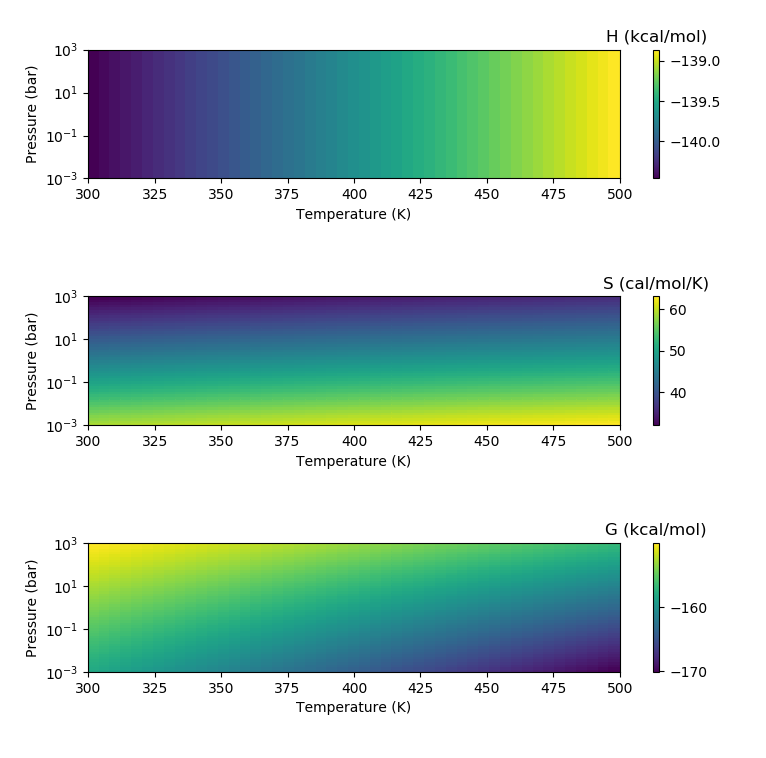 H (kcal/mol)
10³
10¹
10⁻¹
10⁻³
Pressure (bar)
300 325 350 375 400 425 450 475 500
Temperature (K)
−139.0
−139.5
−140.0
S (cal/mol/K)
10³
10¹
10⁻¹
10⁻³
Pressure (bar)
300 325 350 375 400 425 450 475 500
Temperature (K)
60
50
40
G (kcal/mol)
10³
10¹
10⁻¹
10⁻³
Pressure (bar)
300 325 350 375 400 425 450 475 500
Temperature (K)
−160
−170